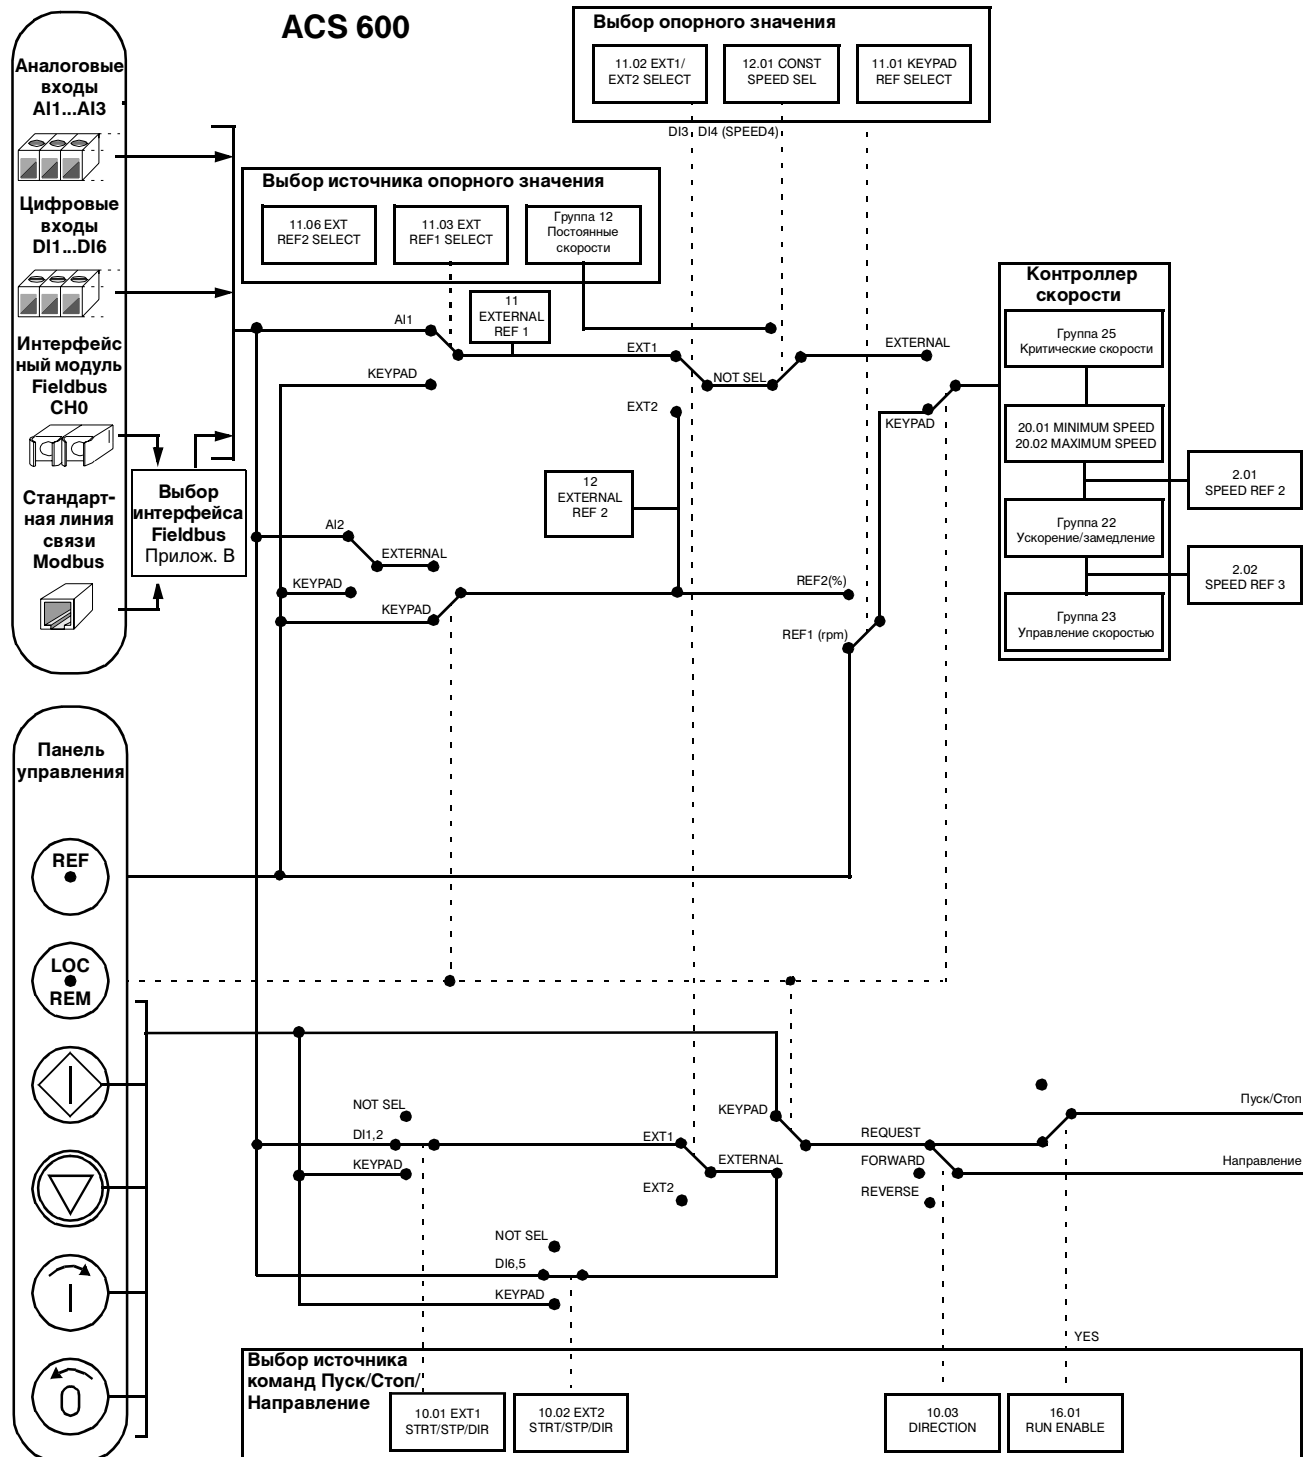 ACS 600
Выбор опорного значения
11.02 EXT1/
EXT2 SELECT
12.01 CONST
SPEED SEL
11.01 KEYPAD
REF SELECT
DI3
DI4 (SPEED4)
Аналоговые
входы
AI1...AI3
Цифровые
входы
DI1...DI6
Интерфейс
ный модуль
Fieldbus
CH0
Стандарт-
ная линия
связи
Modbus
Выбор
интерфейса
Fieldbus
Прилож. В
Выбор источника опорного значения
11.06 EXT
REF2 SELECT
11.03 EXT
REF1 SELECT
Группа 12
Постоянные
скорости
11
EXTERNAL
REF 1
AI1
KEYPAD
EXT1
NOT SEL
EXT2
EXTERNAL
KEYPAD
12
EXTERNAL
REF 2
AI2
EXTERNAL
KEYPAD
KEYPAD
REF2(%)
REF1 (rpm)
Контроллер
скорости
Группа 25
Критические скорости
20.01 MINIMUM SPEED
20.02 MAXIMUM SPEED
2.01
SPEED REF 2
Группа 22
Ускорение/замедление
2.02
SPEED REF 3
Группа 23
Управление скоростью
Панель
управления
REF
LOC
REM
NOT SEL
DI1,2
KEYPAD
EXT1
EXT2
EXTERNAL
KEYPAD
NOT SEL
DI6,5
KEYPAD
REQUEST
FORWARD
REVERSE
Пуск/Стоп
Направление
YES
Выбор источника
команд Пуск/Стоп/
Направление
10.01 EXT1
STRT/STP/DIR
10.02 EXT2
STRT/STP/DIR
10.03
DIRECTION
16.01
RUN ENABLE